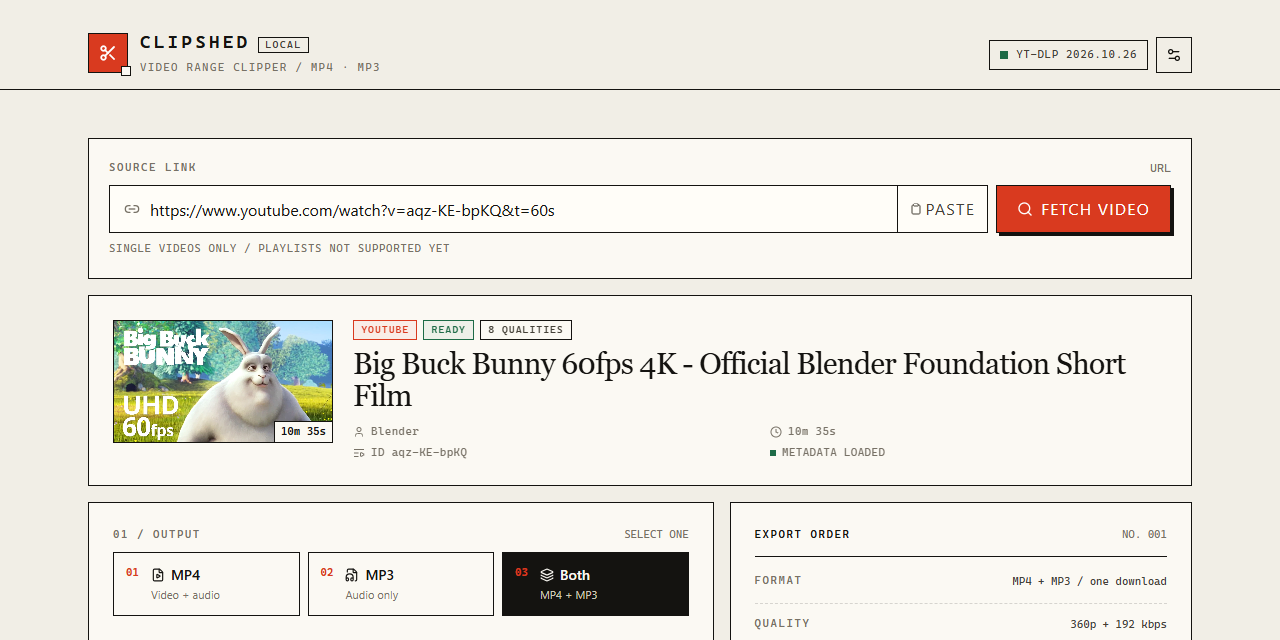 CLIPSHED LOCAL
VIDEO RANGE CLIPPER / MP4 · MP3
YT-DLP 2026.10.26
SOURCE LINK
URL
https://www.youtube.com/watch?v=aqz-KE-bpKQ&t=60s
PASTE
FETCH VIDEO
SINGLE VIDEOS ONLY / PLAYLISTS NOT SUPPORTED YET
Big Buck
BUNNY
UHD
60fps
10m 35s
YOUTUBE READY 8 QUALITIES
Big Buck Bunny 60fps 4K - Official Blender Foundation Short
Film
Blender
10m 35s
ID aqz-KE-bpKQ
METADATA LOADED
01 / OUTPUT
SELECT ONE
01 MP4
Video + audio
02 MP3
Audio only
03 Both
MP4 + MP3
EXPORT ORDER
NO. 001
FORMAT
MP4 + MP3 / one download
QUALITY
360p + 192 kbps